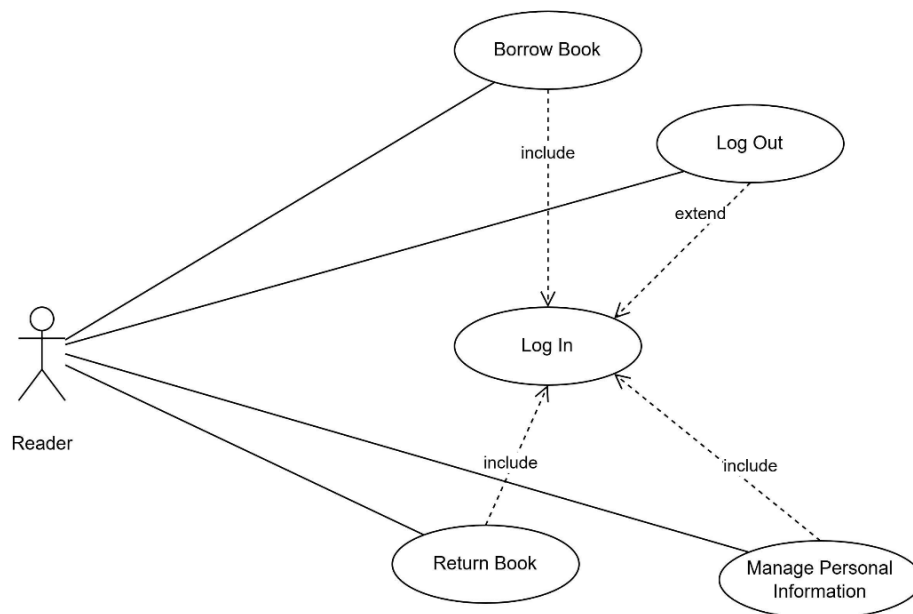 Borrow Book
Log Out
include
extend
Log In
Reader
include
include
Return Book
Manage Personal
Information